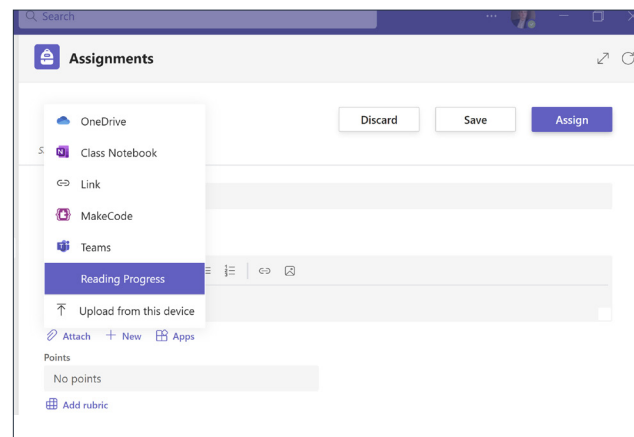 Search
Assignments
Discard Save Assign
OneDrive
Class Notebook
Link
MakeCode
Teams
Reading Progress
Upload from this device
Attach New Apps
Points
No points
Add rubric